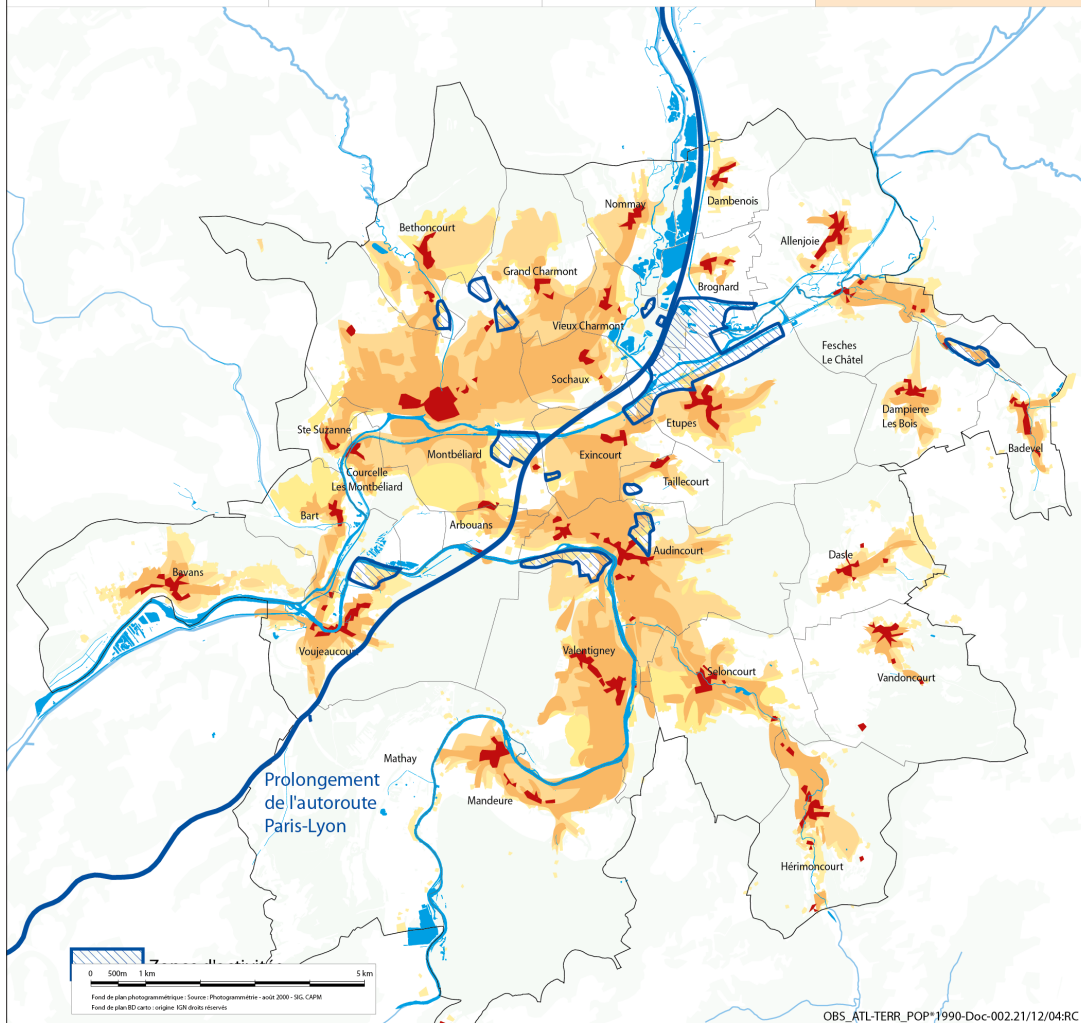 Dambenois
Nommay
Bethoncourt
Allenjoie
Grand Charmont
Brognard
Vieux Charmont
Fesches
Le Châtel
Sochaux
Dampierre
Les Bois
Etupes
Ste Suzanne
Badevel
Montbéliard
Exincourt
Courcelle
Les Montbéliard
Taillecourt
Bart
Arbouans
Audincourt
Dasle
Bavans
Voujeaucourt
Valentigney
Seloncourt
Vandoncourt
Mathay
Prolongement
de l'autoroute
Paris-Lyon
Mandeure
Hérimoncourt
Zones d'activités
0 500m 1 km 5 km
Fond de plan photogrammétrique : Source : Photogrammétrie - août 2000 - SIG. CAPM
Fond de plan BD carto : origine IGN droits réservés
OBS_ATL-TERR_POP*1990-Doc-002.21/12/04:RC